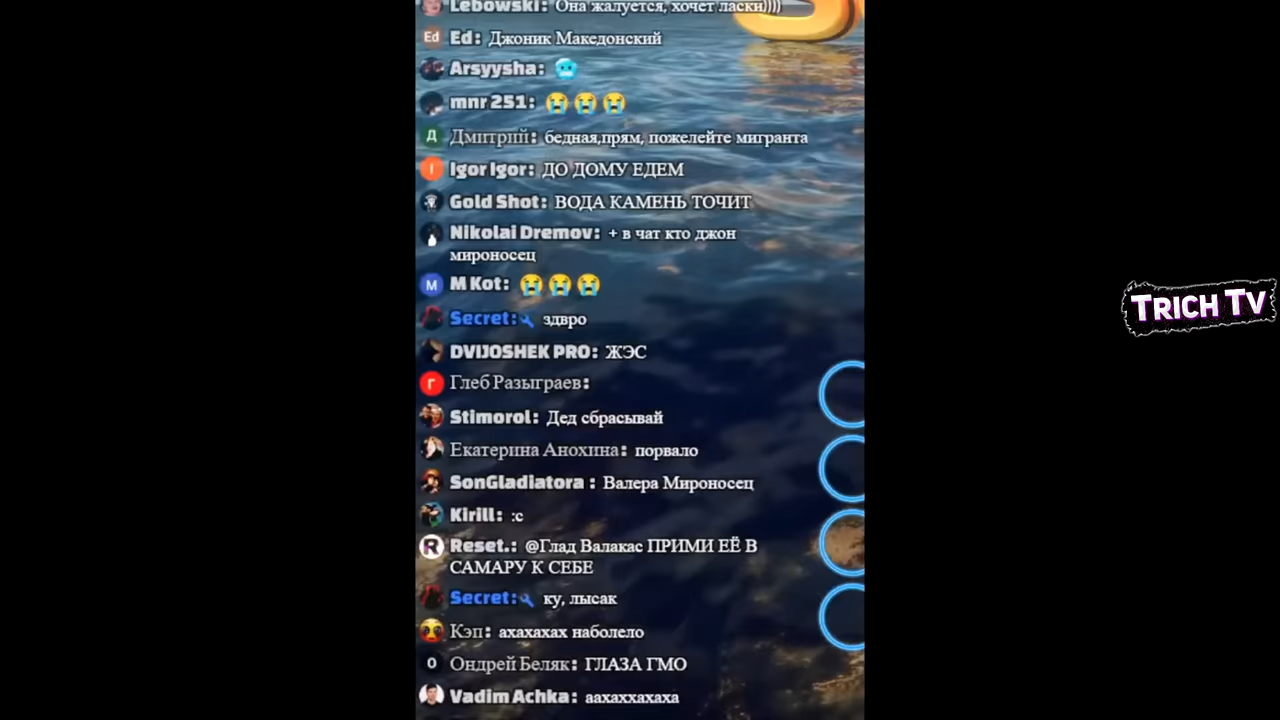 Lebowski: Она жалуется, хочет ласки))))
Ed Ed: Джоник Македонский
Arsyysha: 🥶
mnr 251: 😭😭😭
Д Дмитрий: бедная,прям, пожелейте мигранта
I Igor Igor: ДО ДОМУ ЕДЕМ
Gold Shot: ВОДА КАМЕНЬ ТОЧИТ
Nikolai Dremov: + в чат кто джон
мироносец
M M Kot: 😭😭😭
Secret: здвро
DVIJOSHEK PRO: ЖЭС
Г Глеб Разыграев:
Stimorol: Дед сбрасывай
Екатерина Анохина: порвало
SonGladiatora : Валера Мироносец
Kirill: :с
R Reset.: @Глад Валакас ПРИМИ ЕЁ В
САМАРУ К СЕБЕ
Secret: ку, лысак
Кэп: ахахахах наболело
О Ондрей Беляк: ГЛАЗА ГМО
Vadim Achka: аахаххахаха
TRICH TV